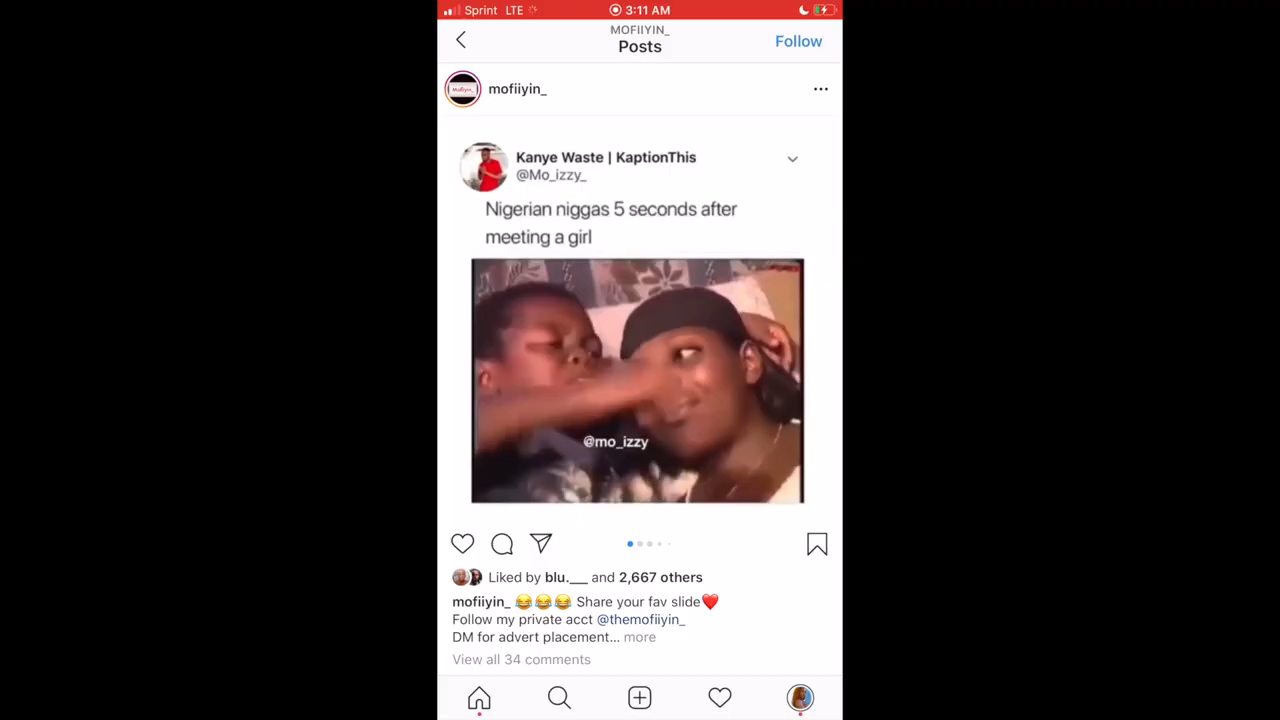 Sprint LTE 3:11 AM
MOFIIYIN_
Posts
Follow
mofiiyin_
Kanye Waste | KaptionThis
@Mo_izzy_
Nigerian niggas 5 seconds after
meeting a girl
@mo_izzy
Liked by blu.___ and 2,667 others
mofiiyin_ 😂😂😂 Share your fav slide❤️
Follow my private acct @themofiiyin_
DM for advert placement... more
View all 34 comments